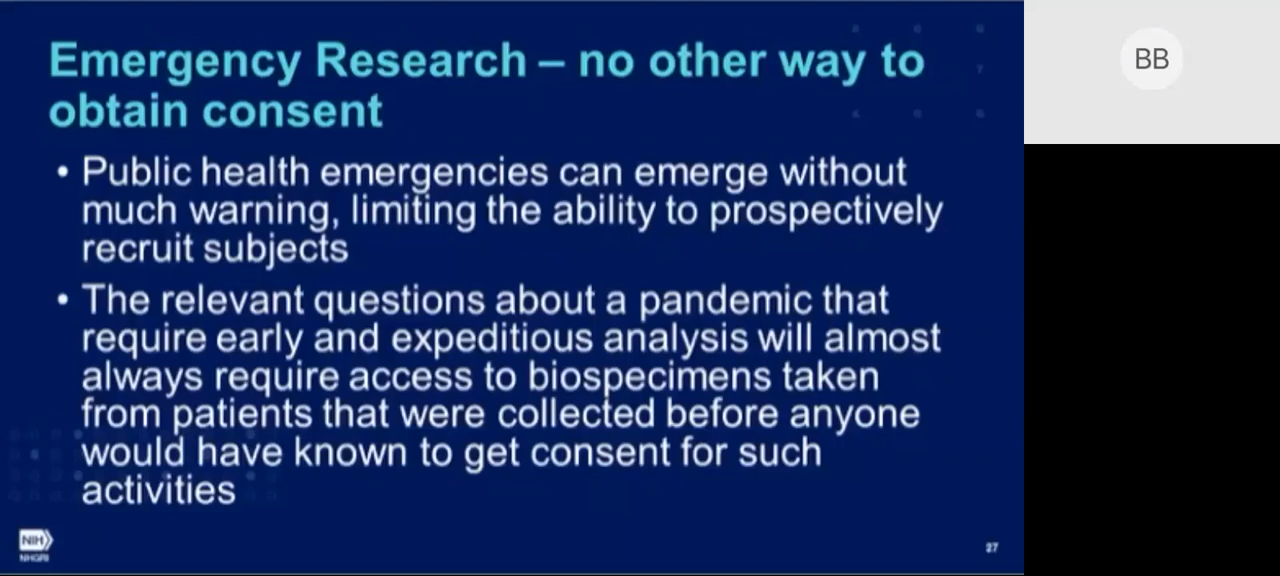 Emergency Research – no other way to
obtain consent
• Public health emergencies can emerge without
much warning, limiting the ability to prospectively
recruit subjects
• The relevant questions about a pandemic that
require early and expeditious analysis will almost
always require access to biospecimens taken
from patients that were collected before anyone
would have known to get consent for such
activities
NIH
NHGRI
27
BB